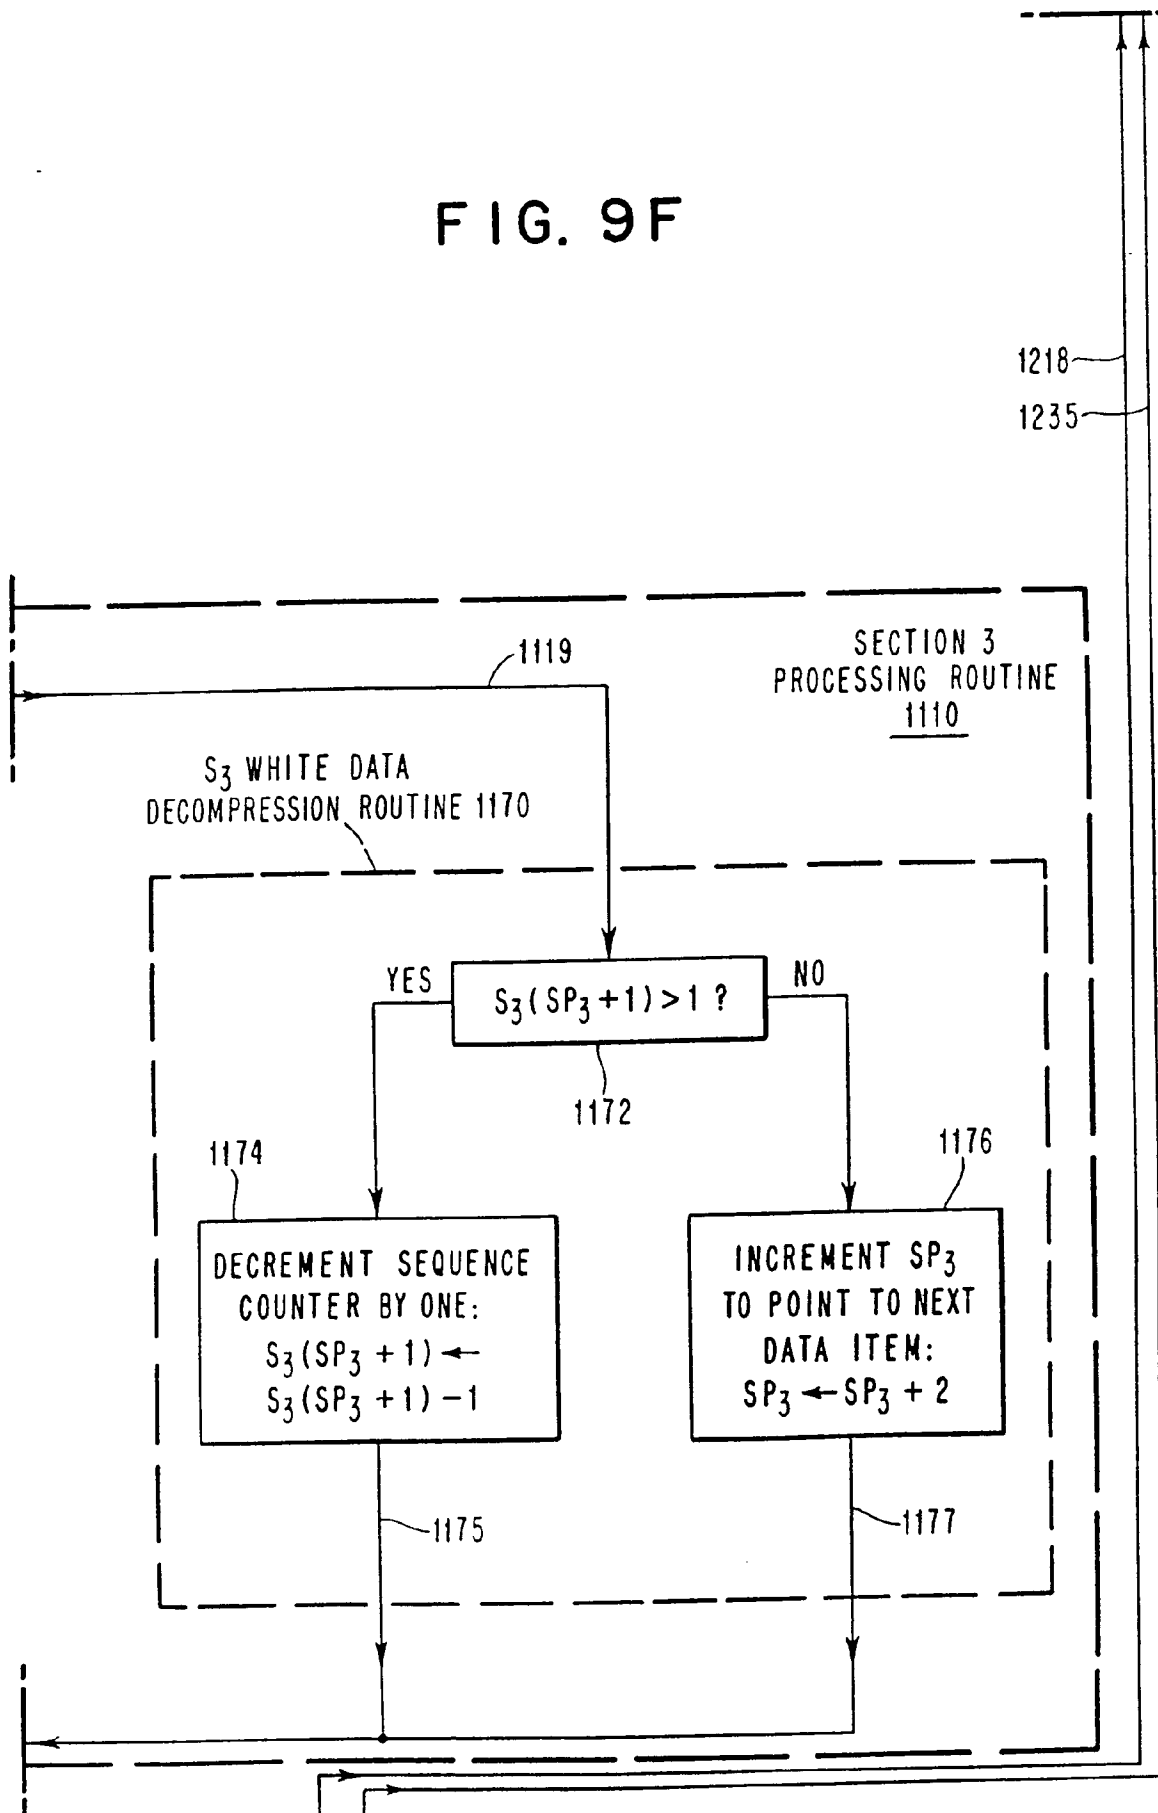 FIG. 9F
1218
1235
1119
SECTION 3
PROCESSING ROUTINE
1110
S3 WHITE DATA
DECOMPRESSION ROUTINE 1170
YES
S3(SP3+1)>1 ?
NO
1172
1174
1176
DECREMENT SEQUENCE
COUNTER BY ONE:
S3(SP3+1)←
S3(SP3+1)-1
INCREMENT SP3
TO POINT TO NEXT
DATA ITEM:
SP3←SP3+2
1175
1177